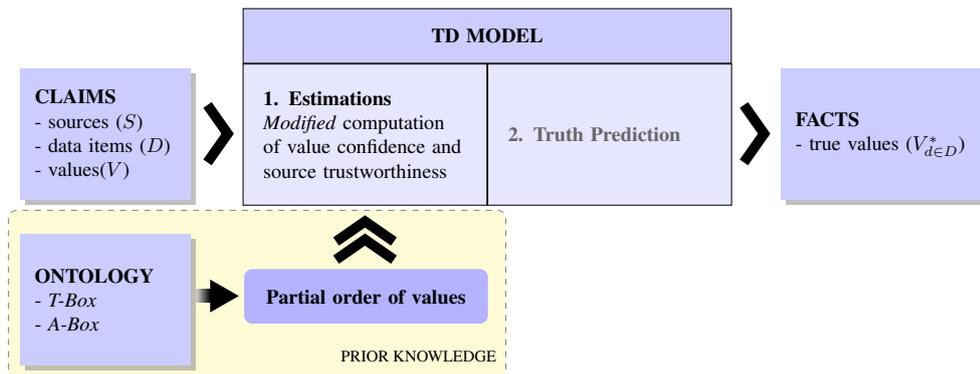 TD MODEL
CLAIMS
- sources (S)
- data items (D)
- values(V)
1. Estimations
Modified computation
of value confidence and
source trustworthiness
2. Truth Prediction
FACTS
- true values (V*d∈D)
ONTOLOGY
- T-Box
- A-Box
Partial order of values
PRIOR KNOWLEDGE